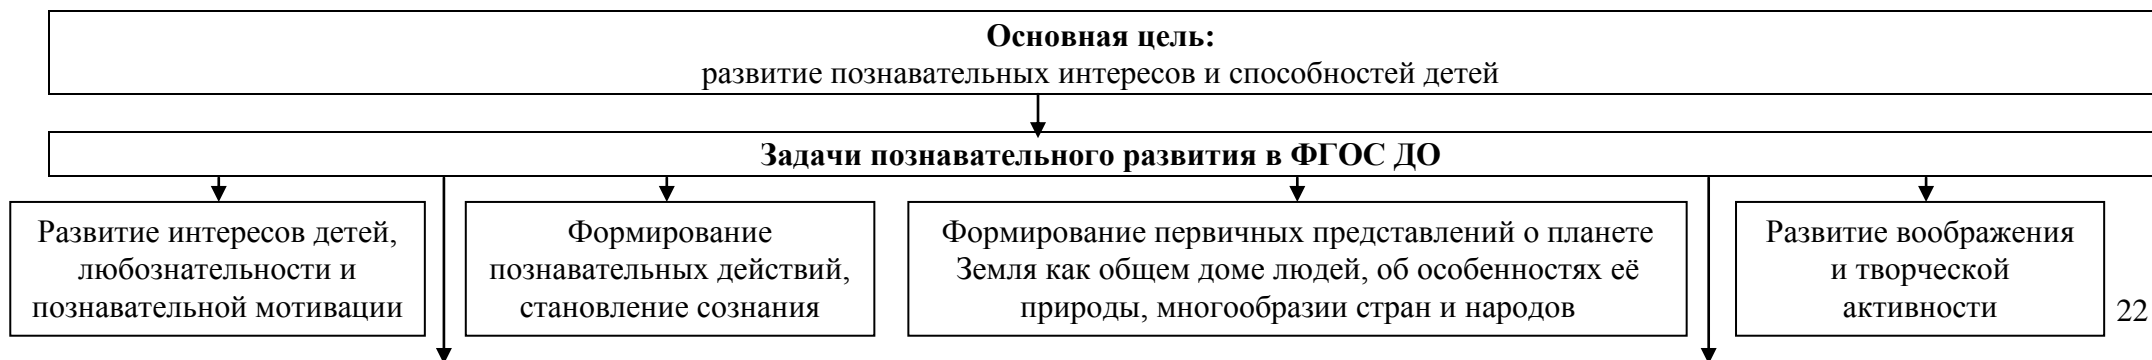 Основная цель:
развитие познавательных интересов и способностей детей
Задачи познавательного развития в ФГОС ДО
Развитие интересов детей,
любознательности и
познавательной мотивации
Формирование
познавательных действий,
становление сознания
Формирование первичных представлений о планете
Земля как общем доме людей, об особенностях её
природы, многообразии стран и народов
Развитие воображения
и творческой
активности
22